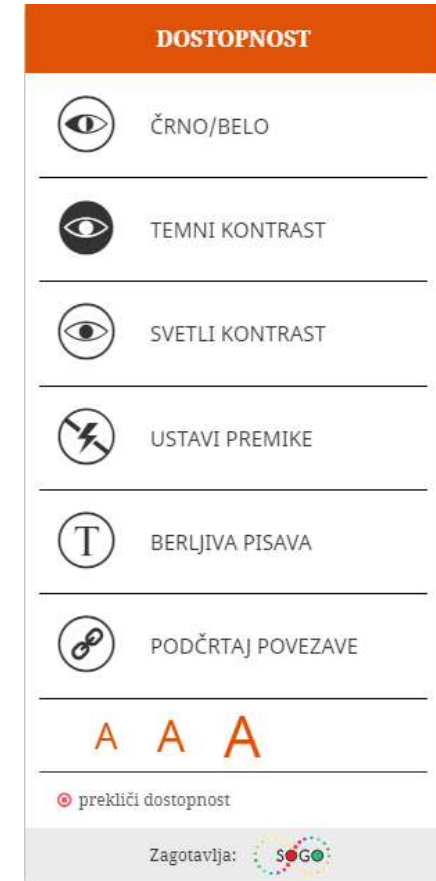 DOSTOPNOST
ČRNO/BELO
TEMNI KONTRAST
SVETLI KONTRAST
USTAVI PREMIKE
T BERLJIVA PISAVA
PODČRTAJ POVEZAVE
A A A
prekliči dostopnost
Zagotavlja: SOGO